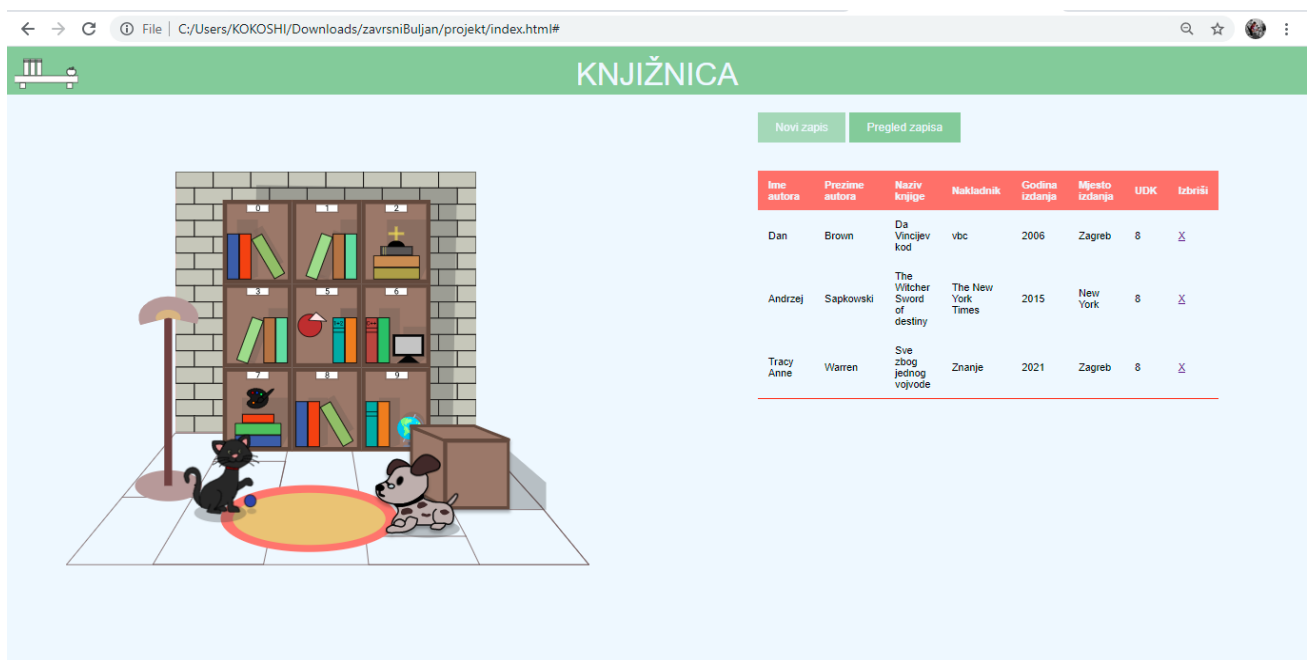 File | C:/Users/KOKOSHI/Downloads/zavrsniBuljan/projekt/index.html#
KNJIŽNICA
Novi zapis Pregled zapisa
0 1 2
3 5 6
7 8 9
C++
Ime autora Prezime autora Naziv knjige Nakladnik Godina izdanja Mjesto izdanja UDK Izbriši
Dan Brown Da Vincijev kod vbc 2006 Zagreb 8 X
Andrzej Sapkowski The Witcher Sword of destiny The New York Times 2015 New York 8 X
Tracy Anne Warren Sve zbog jednog vojvode Znanje 2021 Zagreb 8 X